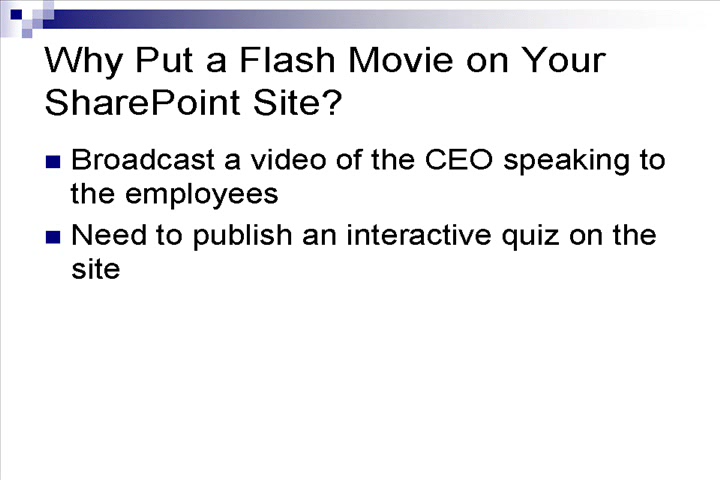 Why Put a Flash Movie on Your
SharePoint Site?
Broadcast a video of the CEO speaking to
the employees
Need to publish an interactive quiz on the
site